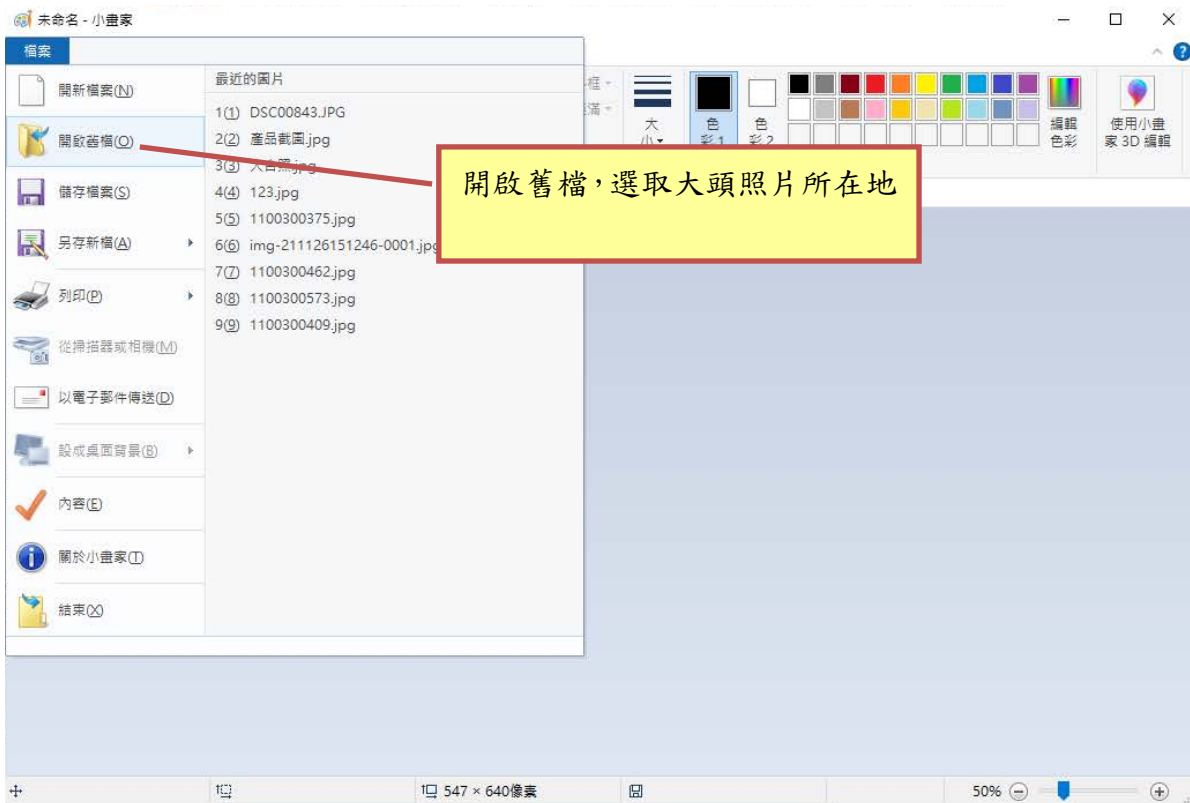 未命名 - 小畫家
檔案
開新檔案(N)
開啟舊檔(O)
儲存檔案(S)
另存新檔(A)
列印(P)
從掃描器或相機(M)
以電子郵件傳送(D)
設成桌面背景(B)
內容(E)
關於小畫家(T)
結束(X)
最近的圖片
1(1) DSC00843.JPG
2(2) 產品截圖.jpg
3(3) 大合照.jpg
4(4) 123.jpg
5(5) 1100300375.jpg
6(6) img-211126151246-0001.jpg
7(7) 1100300462.jpg
8(8) 1100300573.jpg
9(9) 1100300409.jpg
大
小
色
彩 1
色
彩 2
編輯
色彩
使用小畫
家 3D 編輯
開啟舊檔，選取大頭照片所在地
547 × 640像素
50%